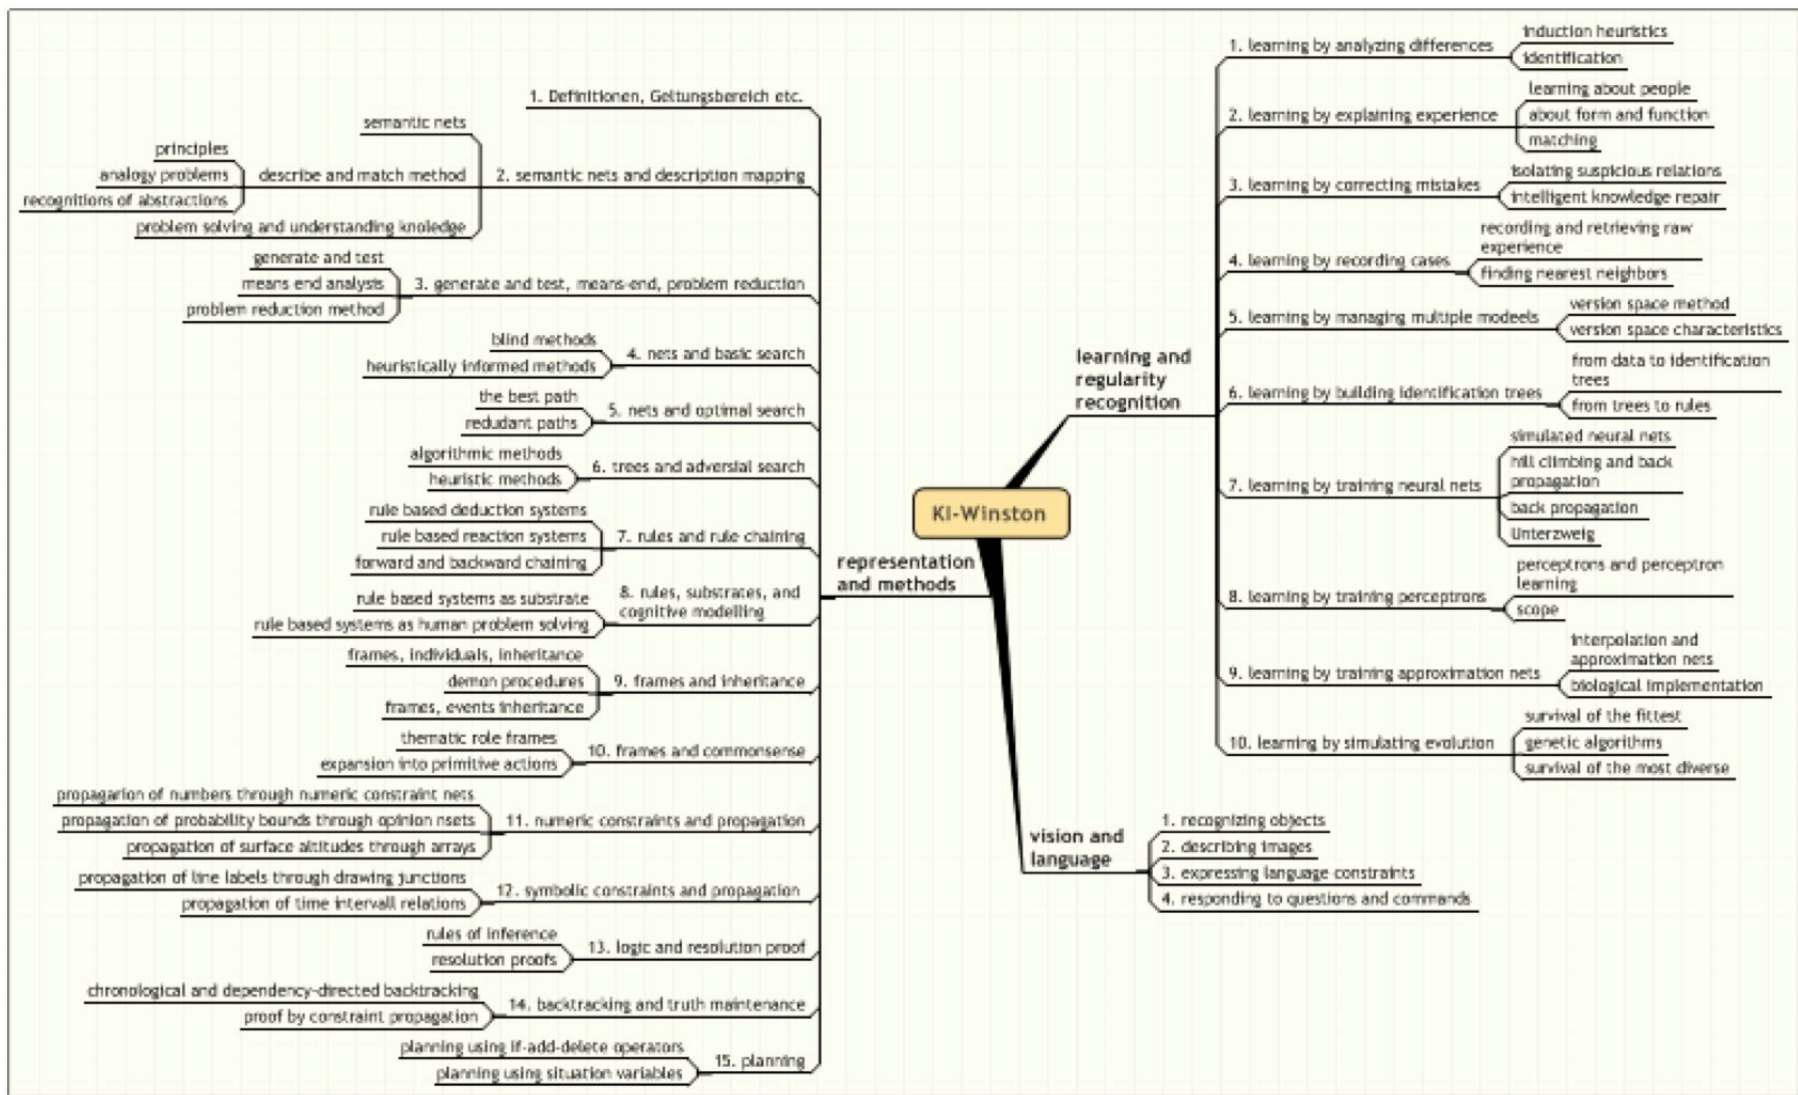 KI-Winston
representation
and methods
1. Definitionen, Geltungsbereich etc.
2. semantic nets and description mapping
semantic nets
describe and match method
principles
analogy problems
recognitions of abstractions
problem solving and understanding knoledge
3. generate and test, means-end, problem reduction
generate and test
means end analysis
problem reduction method
4. nets and basic search
blind methods
heuristically informed methods
5. nets and optimal search
the best path
redudant paths
6. trees and adversial search
algorithmic methods
heuristic methods
7. rules and rule chaining
rule based deduction systems
rule based reaction systems
forward and backward chaining
8. rules, substrates, and
cognitive modelling
rule based systems as substrate
rule based systems as human problem solving
9. frames and inheritance
frames, individuals, inheritance
demon procedures
frames, events inheritance
10. frames and commonsense
thematic role frames
expansion into primitive actions
11. numeric constraints and propagation
propagarion of numbers through numeric constraint nets
propagation of probability bounds through opinion nsets
propagation of surface altitudes through arrays
12. symbolic constraints and propagation
propagation of line labels through drawing junctions
propagation of time intervall relations
13. logic and resolution proof
rules of inference
resolution proofs
14. backtracking and truth maintenance
chronological and dependency-directed backtracking
proof by constraint propagation
15. planning
planning using if-add-delete operators
planning using situation variables
learning and
regularity
recognition
1. learning by analyzing differences
induction heuristics
identification
2. learning by explaining experience
learning about people
about form and function
matching
3. learning by correcting mistakes
isolating suspicious relations
intelligent knowledge repair
4. learning by recording cases
recording and retrieving raw
experience
finding nearest neighbors
5. learning by managing multiple modeels
version space method
version space characteristics
6. learning by building identification trees
from data to identification
trees
from trees to rules
7. learning by training neural nets
simulated neural nets
hill climbing and back
propagation
back propagation
Unterzweig
8. learning by training perceptrons
perceptrons and perceptron
learning
scope
9. learning by training approximation nets
interpolation and
approximation nets
biological implementation
10. learning by simulating evolution
survival of the fittest
genetic algorithms
survival of the most diverse
vision and
language
1. recognizing objects
2. describing images
3. expressing language constraints
4. responding to questions and commands